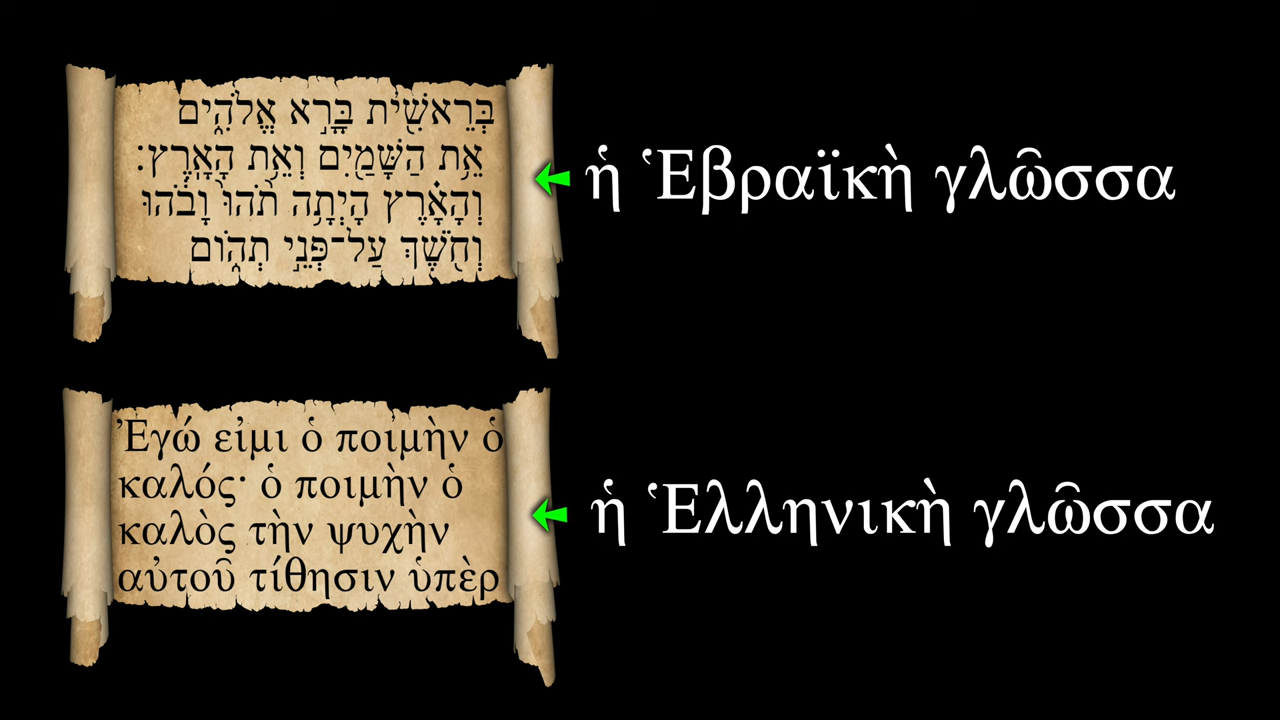 בְּרֵאשִׁ֖ית בָּרָ֣א אֱלֹהִ֑ים
אֵ֥ת הַשָּׁמַ֖יִם וְאֵ֥ת הָאָֽרֶץ׃
וְהָאָ֗רֶץ הָיְתָ֥ה תֹ֙הוּ֙ וָבֹ֔הוּ
וְחֹ֖שֶׁךְ עַל־פְּנֵ֣י תְה֑וֹם
ἡ Ἑβραϊκὴ γλῶσσα
Ἐγώ εἰμι ὁ ποιμὴν ὁ
καλός· ὁ ποιμὴν ὁ
καλὸς τὴν ψυχὴν
αὐτοῦ τίθησιν ὑπὲρ
ἡ Ἑλληνικὴ γλῶσσα